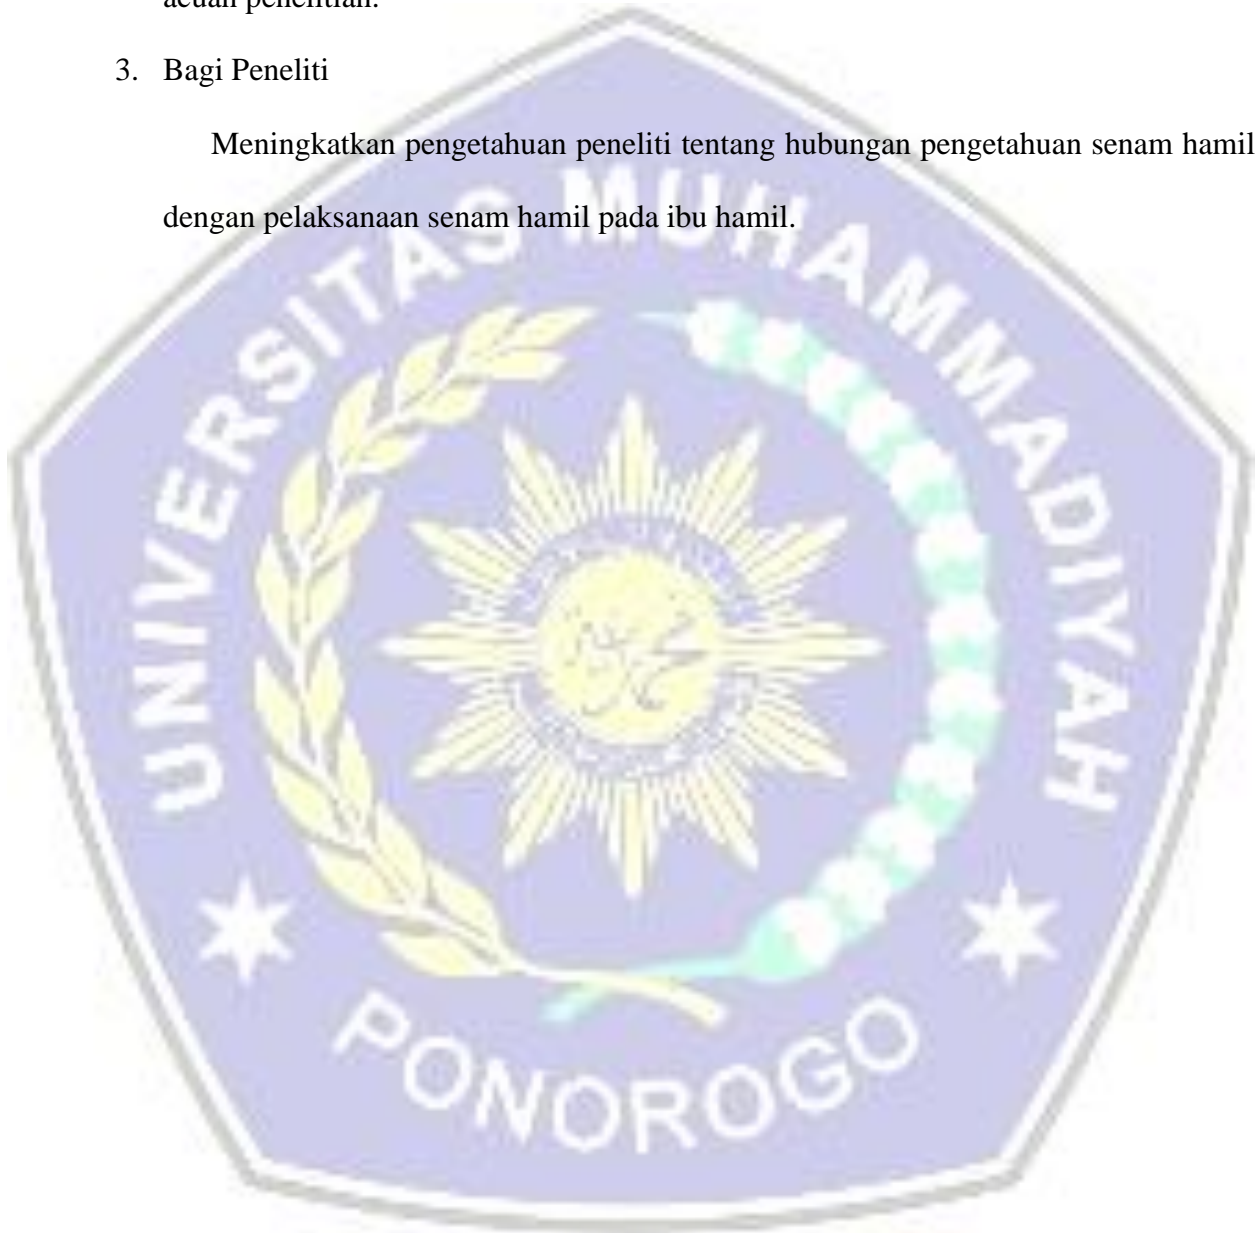 acuan penelitian.
3. Bagi Peneliti
Meningkatkan pengetahuan peneliti tentang hubungan pengetahuan senam hamil
dengan pelaksanaan senam hamil pada ibu hamil.
UNIVERSITAS MUHAMMADIYAH
PONOROGO